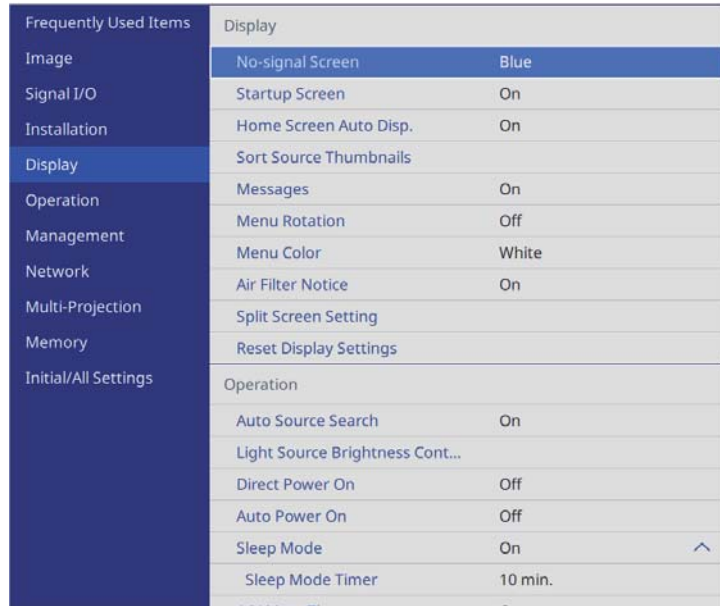 Frequently Used Items
Image
Signal I/O
Installation
Display
Operation
Management
Network
Multi-Projection
Memory
Initial/All Settings
Display
No-signal Screen Blue
Startup Screen On
Home Screen Auto Disp. On
Sort Source Thumbnails
Messages On
Menu Rotation Off
Menu Color White
Air Filter Notice On
Split Screen Setting
Reset Display Settings
Operation
Auto Source Search On
Light Source Brightness Cont...
Direct Power On Off
Auto Power On Off
Sleep Mode On
Sleep Mode Timer 10 min.